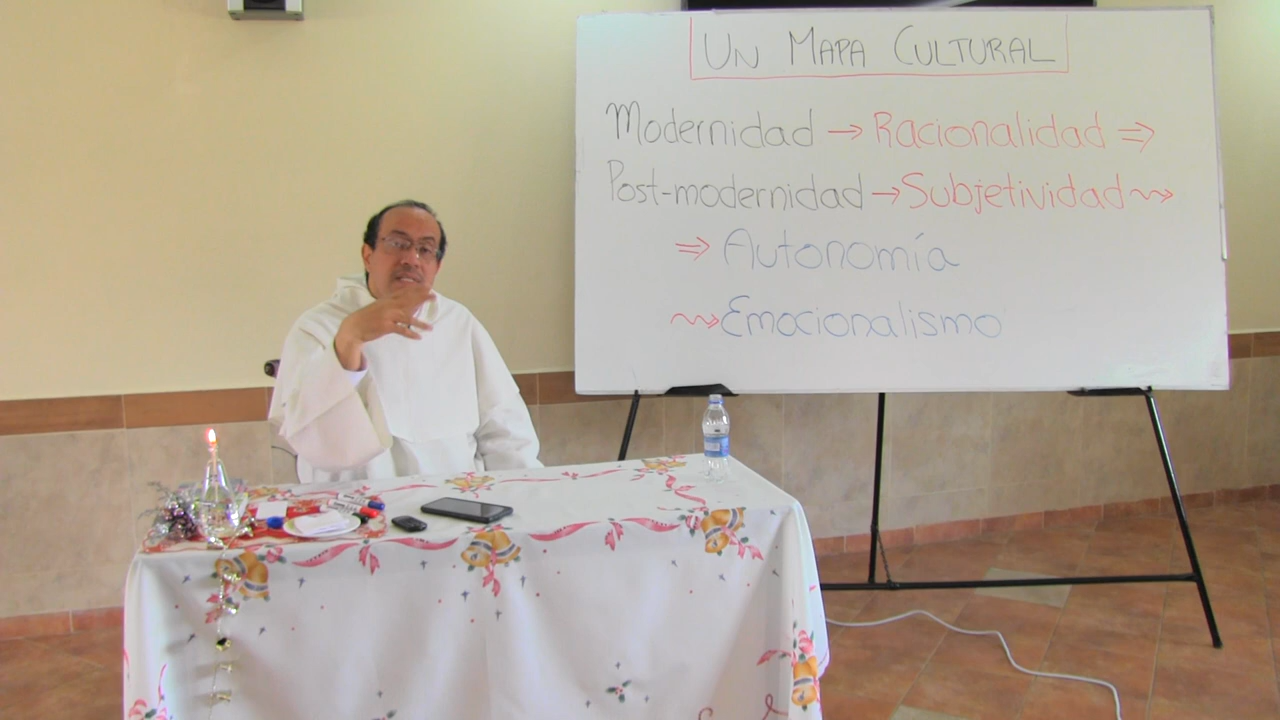 UN MAPA CULTURAL
Modernidad → Racionalidad ⇒
Post-modernidad → Subjetividad ⇝
⇒ Autonomía
⇝ Emocionalismo